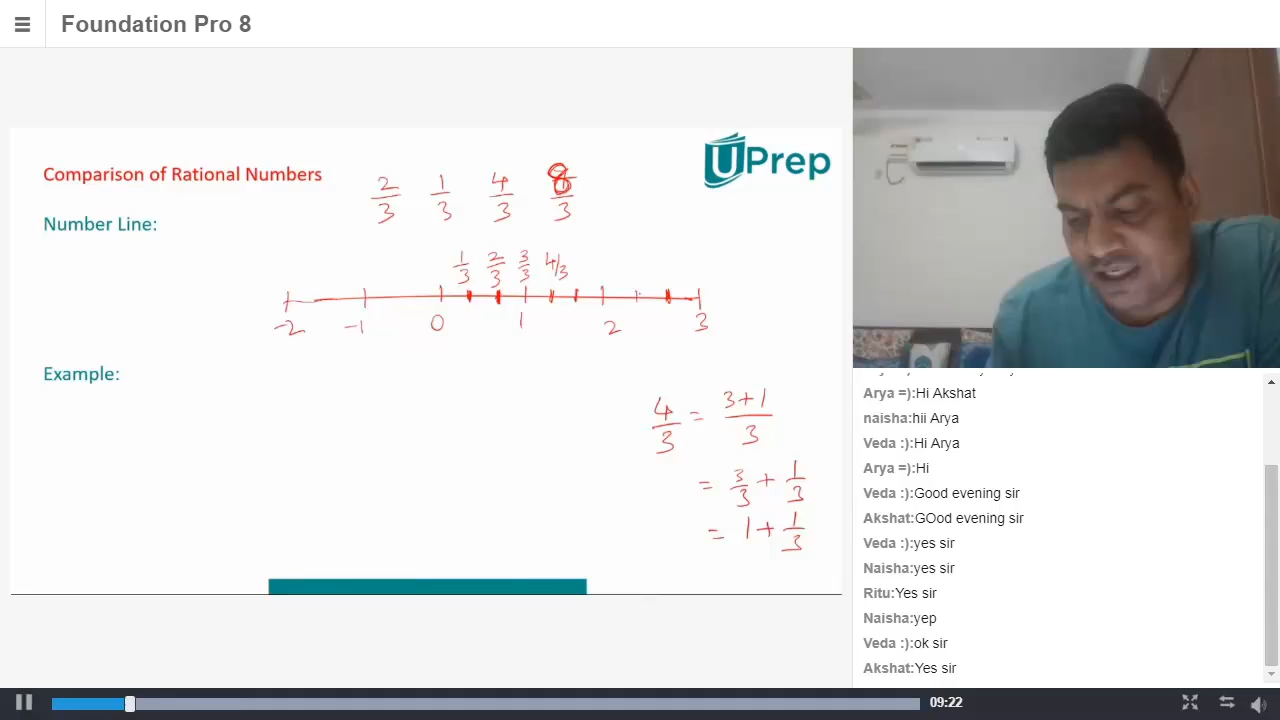 Foundation Pro 8
UPrep
Comparison of Rational Numbers
2/3 1/3 4/3 8/3
Number Line:
1/3 2/3 3/3 4/3
-2 -1 0 1 2 3
Example:
4/3 = (3+1)/3
= 3/3 + 1/3
= 1 + 1/3
Arya =):Hi Akshat
naisha:hii Arya
Veda :):Hi Arya
Arya =):Hi
Veda :):Good evening sir
Akshat:GOod evening sir
Veda :):yes sir
Naisha:yes sir
Ritu:Yes sir
Naisha:yep
Veda :):ok sir
Akshat:Yes sir
09:22